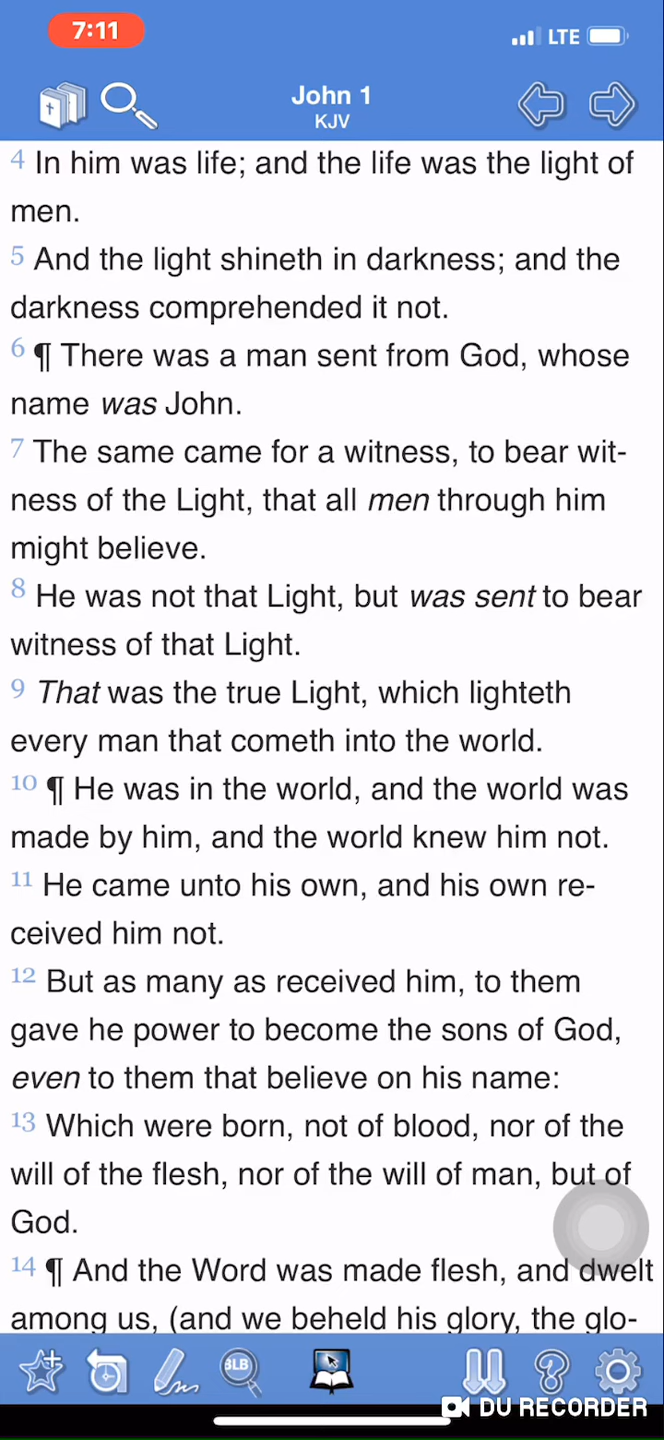 7:11
LTE
John 1
KJV
4 In him was life; and the life was the light of
men.
5 And the light shineth in darkness; and the
darkness comprehended it not.
6 ¶ There was a man sent from God, whose
name was John.
7 The same came for a witness, to bear wit-
ness of the Light, that all men through him
might believe.
8 He was not that Light, but was sent to bear
witness of that Light.
9 That was the true Light, which lighteth
every man that cometh into the world.
10 ¶ He was in the world, and the world was
made by him, and the world knew him not.
11 He came unto his own, and his own re-
ceived him not.
12 But as many as received him, to them
gave he power to become the sons of God,
even to them that believe on his name:
13 Which were born, not of blood, nor of the
will of the flesh, nor of the will of man, but of
God.
14 ¶ And the Word was made flesh, and dwelt
among us, (and we beheld his glory, the glo-
BLB
DU RECORDER